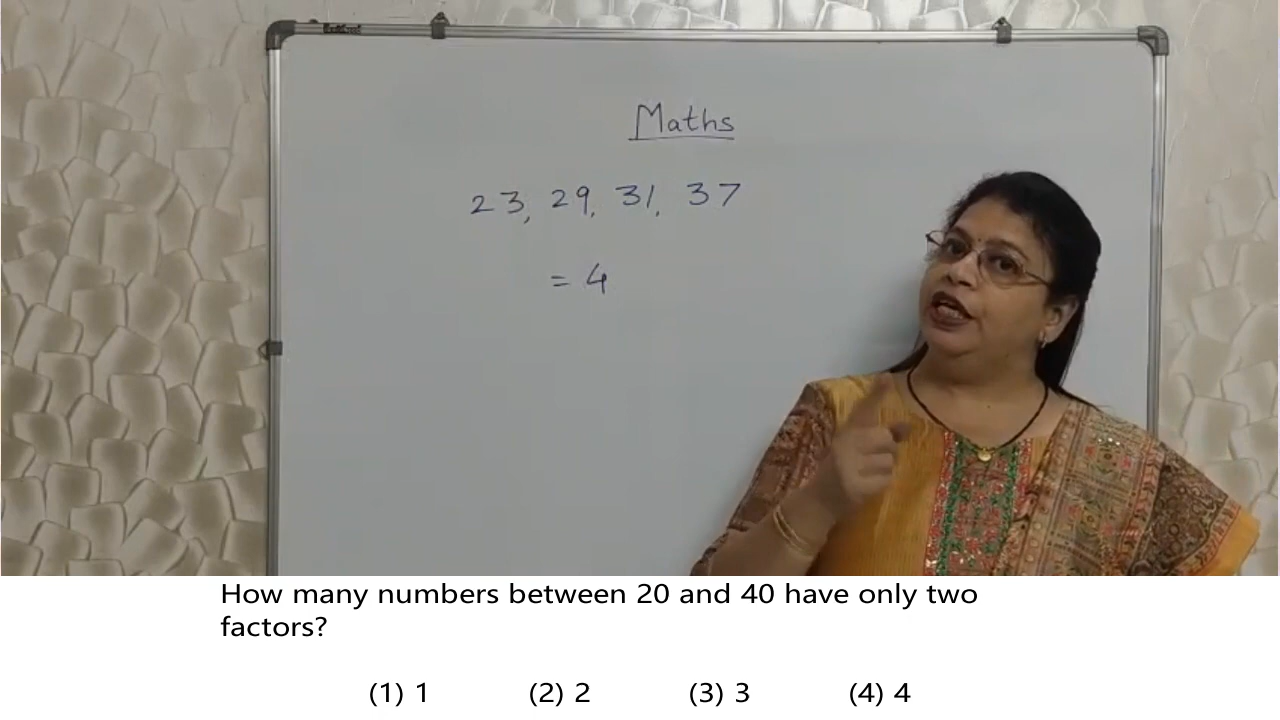 Maths
23, 29, 31, 37
= 4
How many numbers between 20 and 40 have only two
factors?
(1) 1 (2) 2 (3) 3 (4) 4